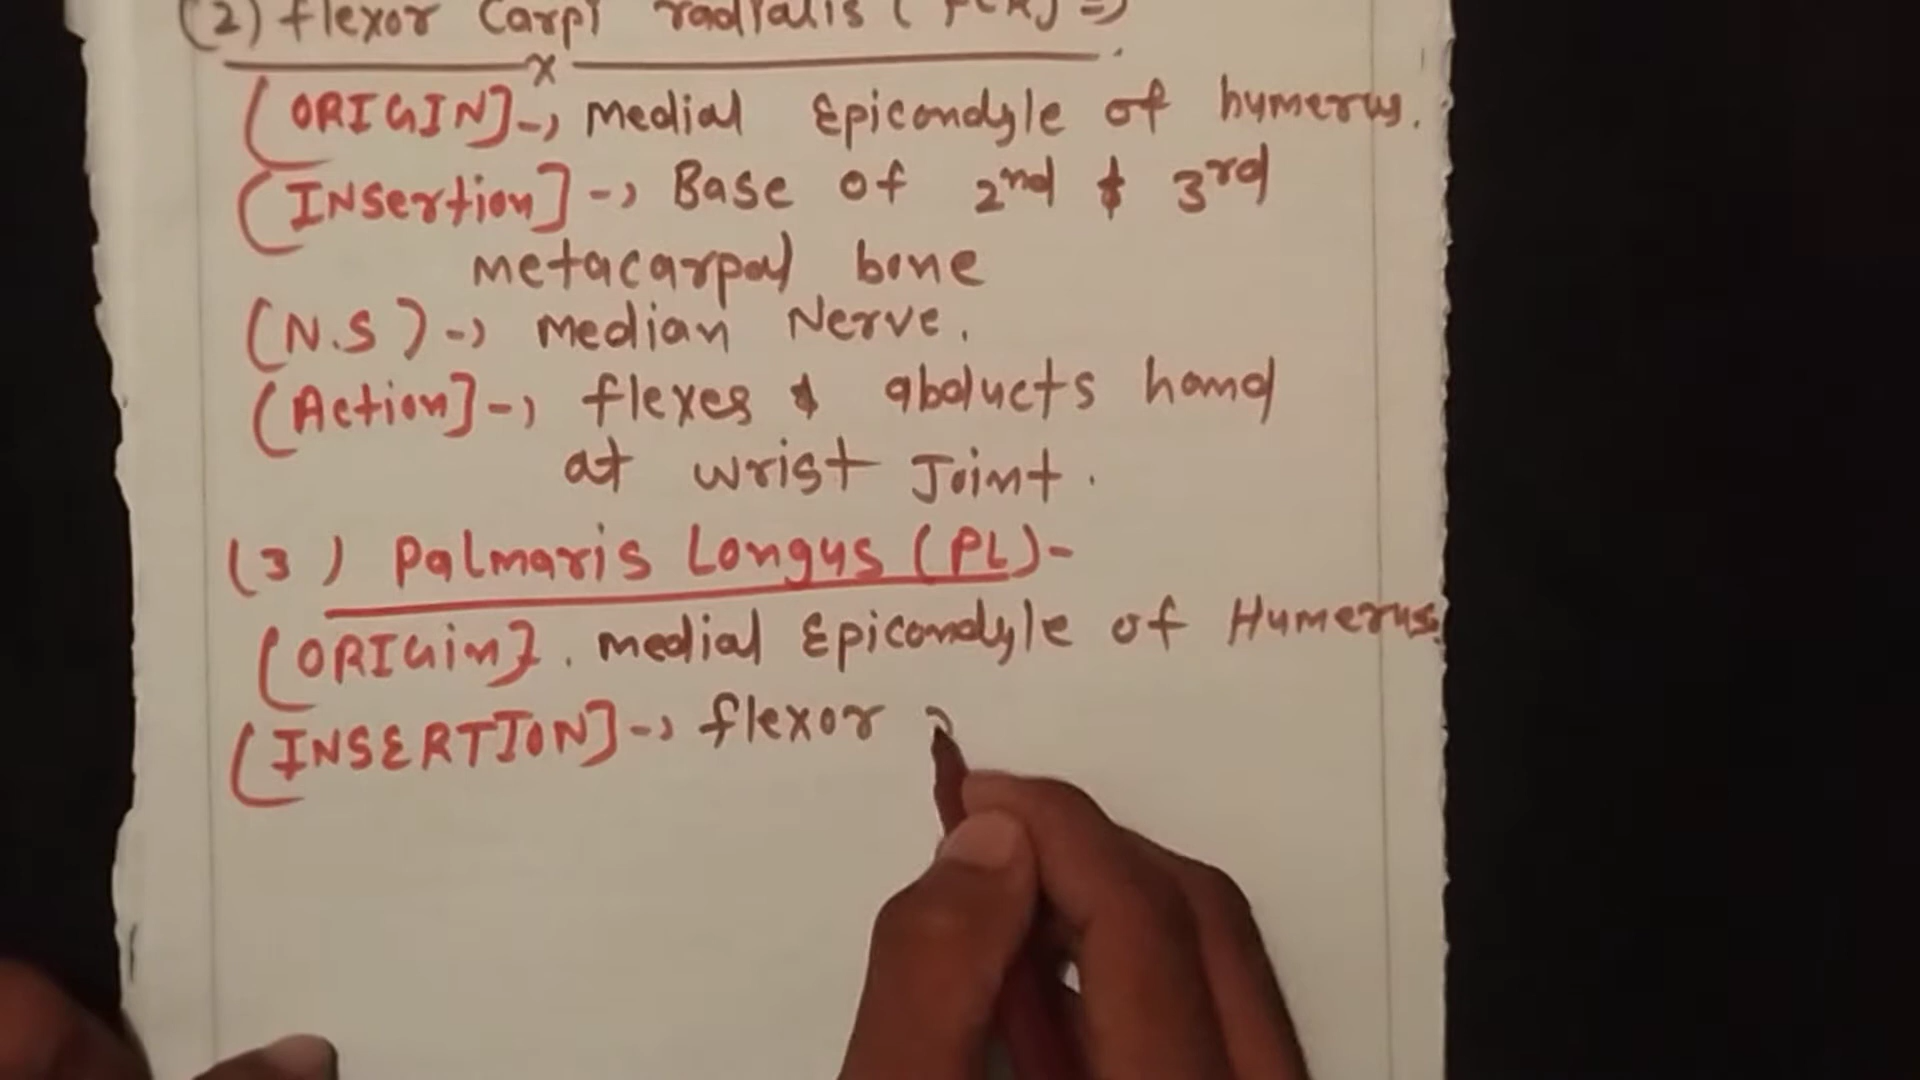 (2) flexor Carpi radialis (FCR) =>
x
[ORIGIN] -> Medial Epicondyle of humerus.
[INsertion] -> Base of 2nd & 3rd
metacarpal bone
(N.S) -> median Nerve.
(Action] -> flexes & abducts hand
at wrist Joint.
(3) Palmaris Longus (PL)-
[ORIGin]. medial Epicondyle of Humerus.
[INSERTION] -> flexor